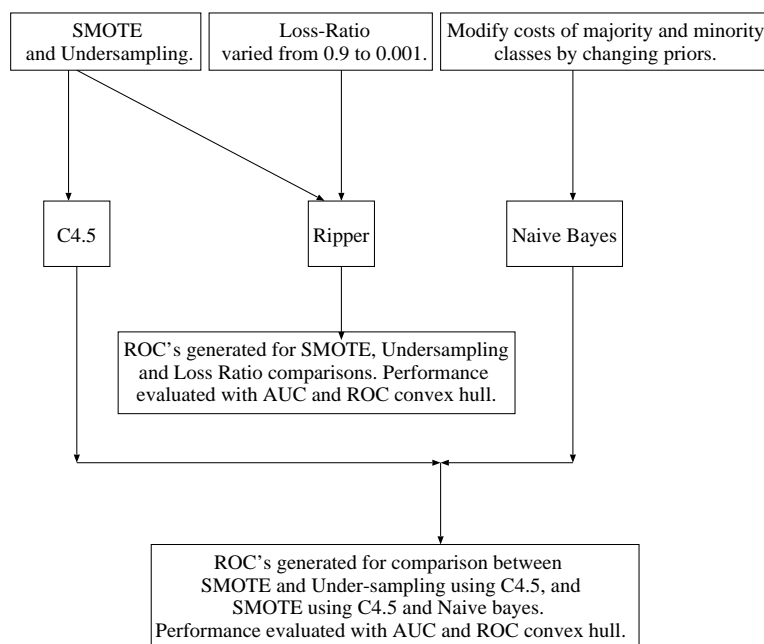 SMOTE
and Undersampling.
Loss-Ratio
varied from 0.9 to 0.001.
Modify costs of majority and minority
classes by changing priors.
C4.5
Ripper
Naive Bayes
ROC's generated for SMOTE, Undersampling
and Loss Ratio comparisons. Performance
evaluated with AUC and ROC convex hull.
ROC's generated for comparison between
SMOTE and Under-sampling using C4.5, and
SMOTE using C4.5 and Naive bayes.
Performance evaluated with AUC and ROC convex hull.